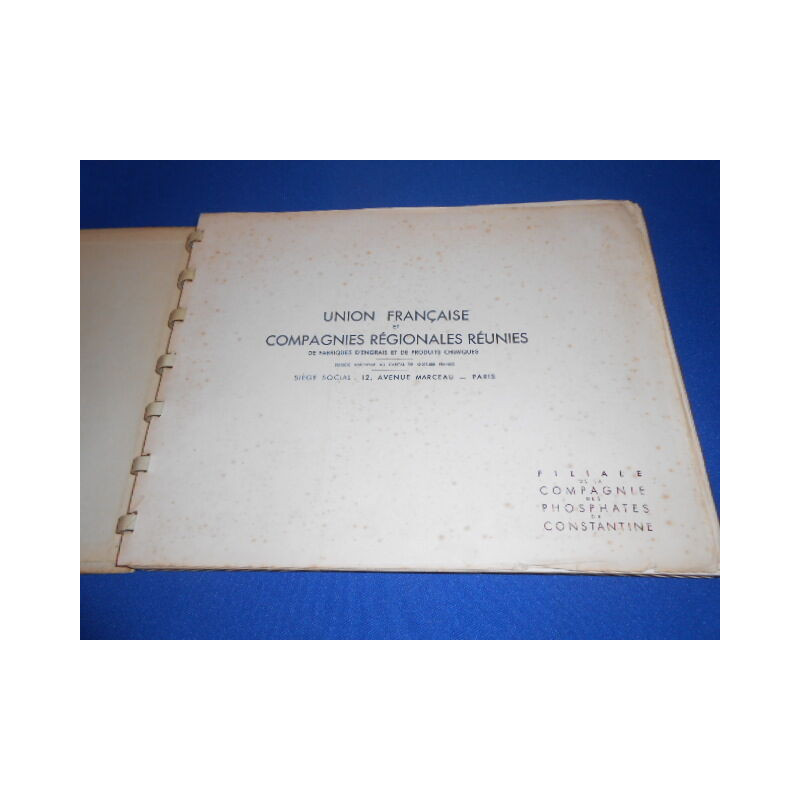 UNION FRANÇAISE
et
COMPAGNIES RÉGIONALES RÉUNIES
DE FABRIQUES D'ENGRAIS ET DE PRODUITS CHIMIQUES
SIÈGE SOCIAL : 12, AVENUE MARCEAU — PARIS
FILIALE
DE LA
COMPAGNIE
DES
PHOSPHATES
DE
CONSTANTINE